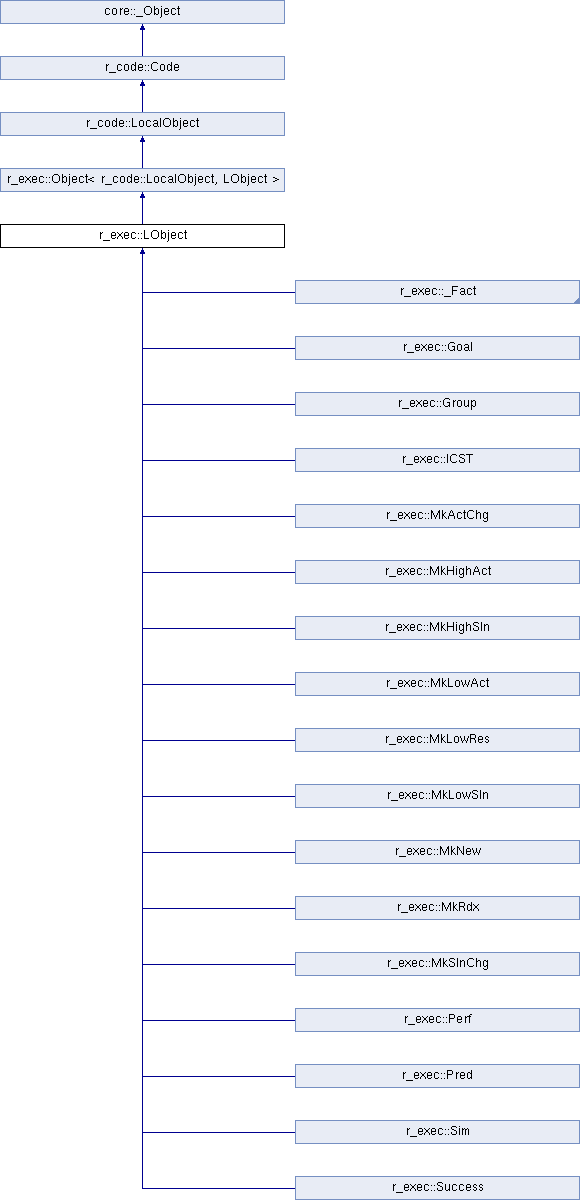 core::_Object
r_code::Code
r_code::LocalObject
r_exec::Object< r_code::LocalObject, LObject >
r_exec::LObject
r_exec::_Fact
r_exec::Goal
r_exec::Group
r_exec::ICST
r_exec::MkActChg
r_exec::MkHighAct
r_exec::MkHighSln
r_exec::MkLowAct
r_exec::MkLowRes
r_exec::MkLowSln
r_exec::MkNew
r_exec::MkRdx
r_exec::MkSlnChg
r_exec::Perf
r_exec::Pred
r_exec::Sim
r_exec::Success